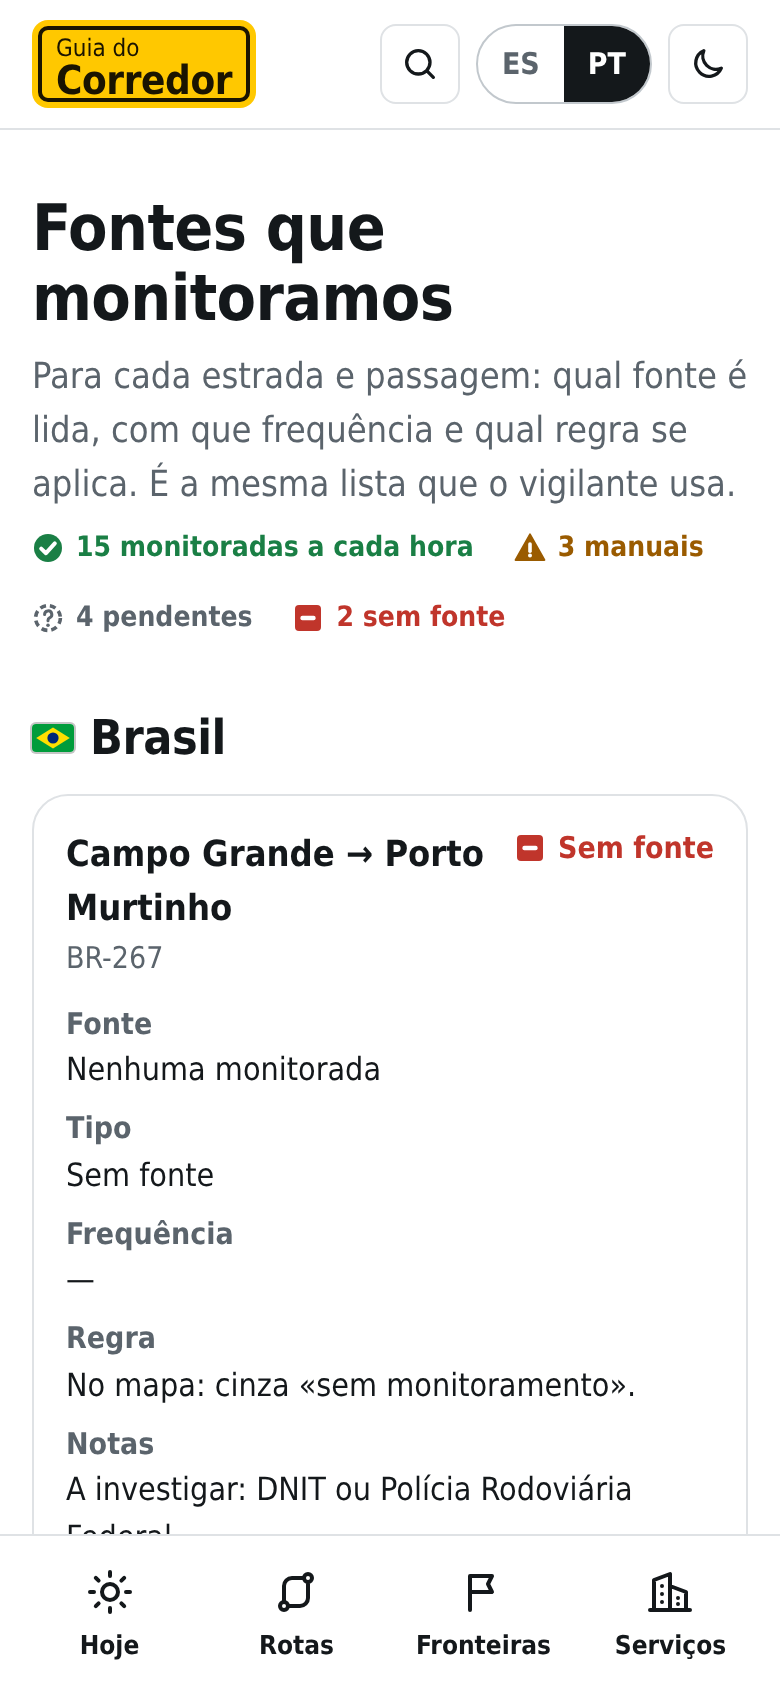 Guia do
Corredor
ES PT
Fontes que
monitoramos
Para cada estrada e passagem: qual fonte é
lida, com que frequência e qual regra se
aplica. É a mesma lista que o vigilante usa.
15 monitoradas a cada hora 3 manuais
4 pendentes 2 sem fonte
Brasil
Campo Grande → Porto Sem fonte
Murtinho
BR-267
Fonte
Nenhuma monitorada
Tipo
Sem fonte
Frequência
—
Regra
No mapa: cinza «sem monitoramento».
Notas
A investigar: DNIT ou Polícia Rodoviária
Federal
Hoje Rotas Fronteiras Serviços